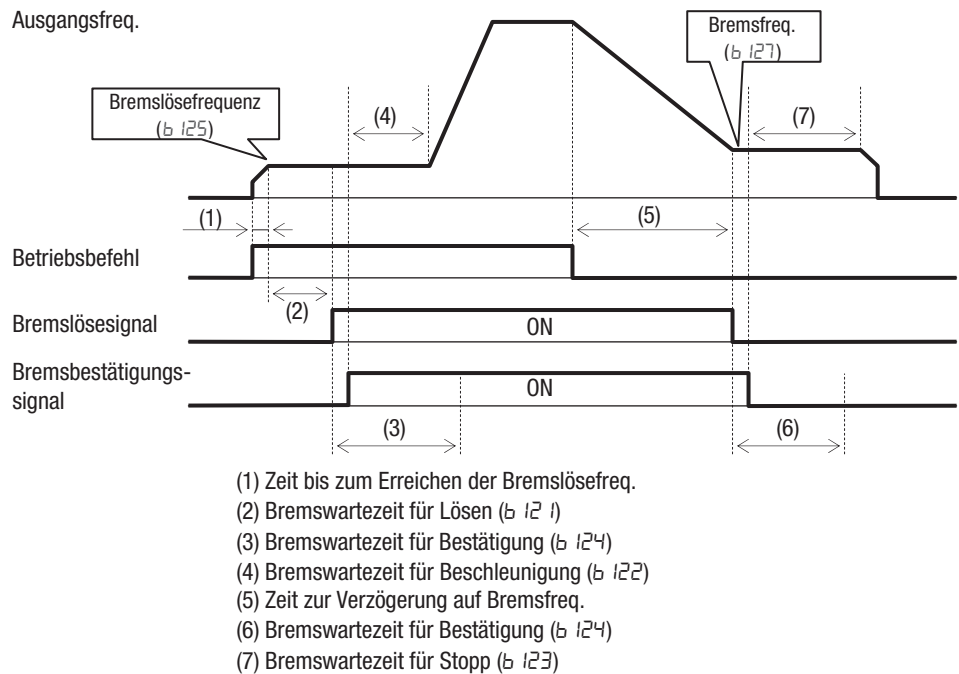 Ausgangsfreq.
Bremsfreq.
(b 127)
Bremslösefrequenz
(b 125)
(4)
(7)
(1)
(5)
Betriebsbefehl
(2)
Bremslösesignal
ON
Bremsbestätigungs-
signal
ON
(3)
(6)
(1) Zeit bis zum Erreichen der Bremslösefreq.
(2) Bremswartezeit für Lösen (b 121)
(3) Bremswartezeit für Bestätigung (b 124)
(4) Bremswartezeit für Beschleunigung (b 122)
(5) Zeit zur Verzögerung auf Bremsfreq.
(6) Bremswartezeit für Bestätigung (b 124)
(7) Bremswartezeit für Stopp (b 123)